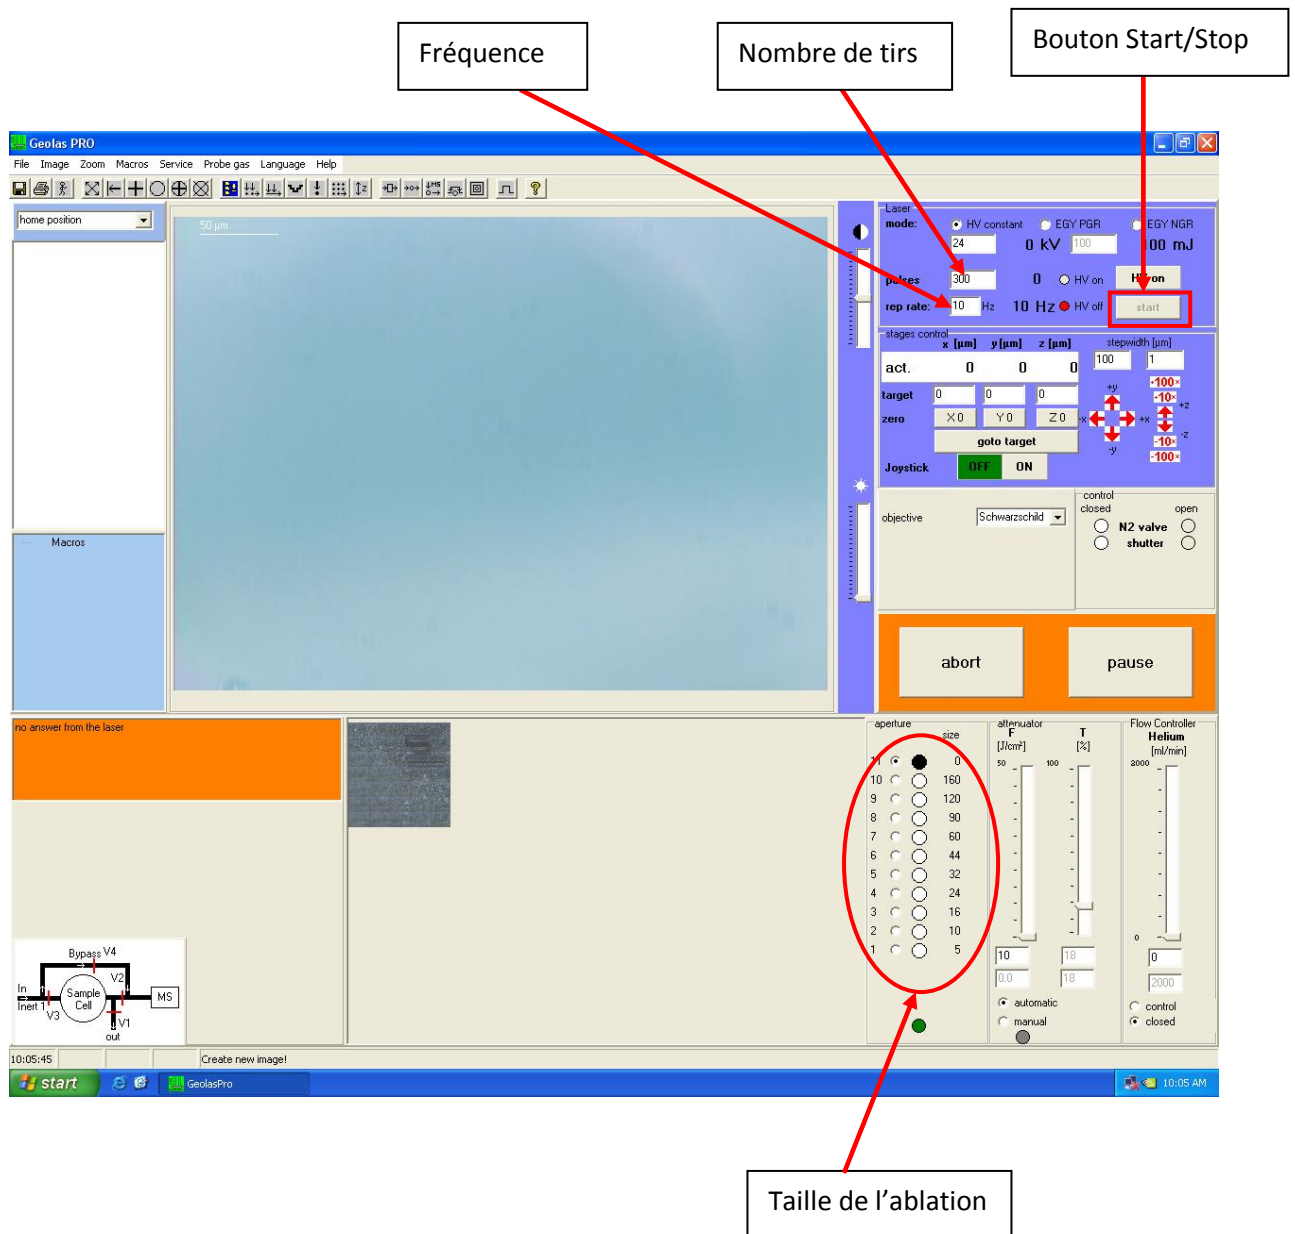 Fréquence
Nombre de tirs
Bouton Start/Stop
Geolas PRO
File Image Zoom Macros Service Probe gas Language Help
home position
50 µm
Laser
mode: HV constant EGY PGR EGY NGR
24 0 kV 100 100 mJ
pulses 300 0 HV on HV on
rep rate: 10 Hz 10 Hz HV off start
stages control
x [µm] y [µm] z [µm] stepwidth [µm]
act. 0 0 0 100 1
target 0 0 0
zero X 0 Y 0 Z 0
goto target
Joystick OFF ON
+y
-x +x
-y
-100×
-10×
+z
-z
-10×
-100×
objective Schwarzschild
control
closed open
N2 valve
shutter
Macros
abort pause
no answer from the laser
aperture
size
11 0
10 160
9 120
8 90
7 60
6 44
5 32
4 24
3 16
2 10
1 5
attenuator
F T
[J/cm²] [%]
50 100
10 18
0.0 18
automatic
manual
Flow Controller
Helium
[ml/min]
2000
0
0
2000
control
closed
Bypass V4
In
Inert 1
V3
Sample
Cell
V2
V1
MS
out
10:05:45 Create new image!
start GeolasPro 10:05 AM
Taille de l’ablation